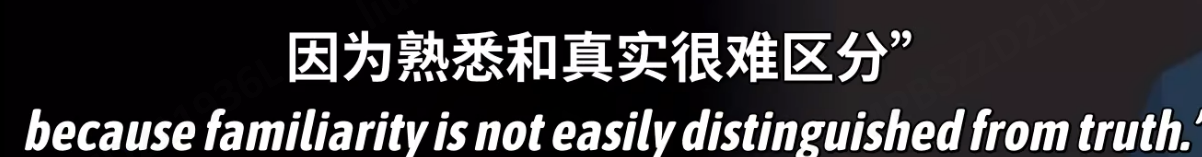 因为熟悉和真实很难区分”
because familiarity is not easily distinguished from truth.’